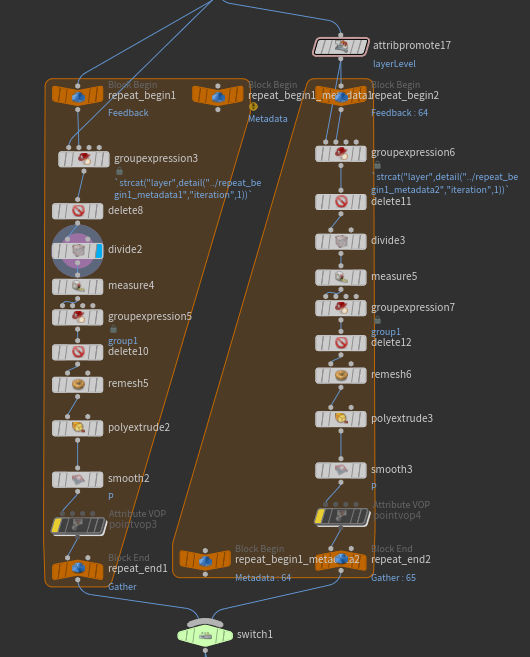 attribpromote17
layerLevel
Block Begin
repeat_begin1
Feedback
Block Begin
repeat_begin1_metadata1
Metadata
Block Begin
repeat_begin2
Feedback : 64
groupexpression3
`strcat("layer",detail("../repeat_be
gin1_metadata1","iteration",1))`
groupexpression6
`strcat("layer",detail("../repeat_be
gin1_metadata2","iteration",1))`
delete8
delete11
divide2
divide3
measure4
measure5
groupexpression5
group1
groupexpression7
group1
delete10
delete12
remesh5
remesh6
polyextrude2
polyextrude3
smooth2
P
smooth3
P
Attribute VOP
pointvop3
Attribute VOP
pointvop4
Block End
repeat_end1
Gather
Block Begin
repeat_begin1_metadata2
Metadata : 64
Block End
repeat_end2
Gather : 65
switch1